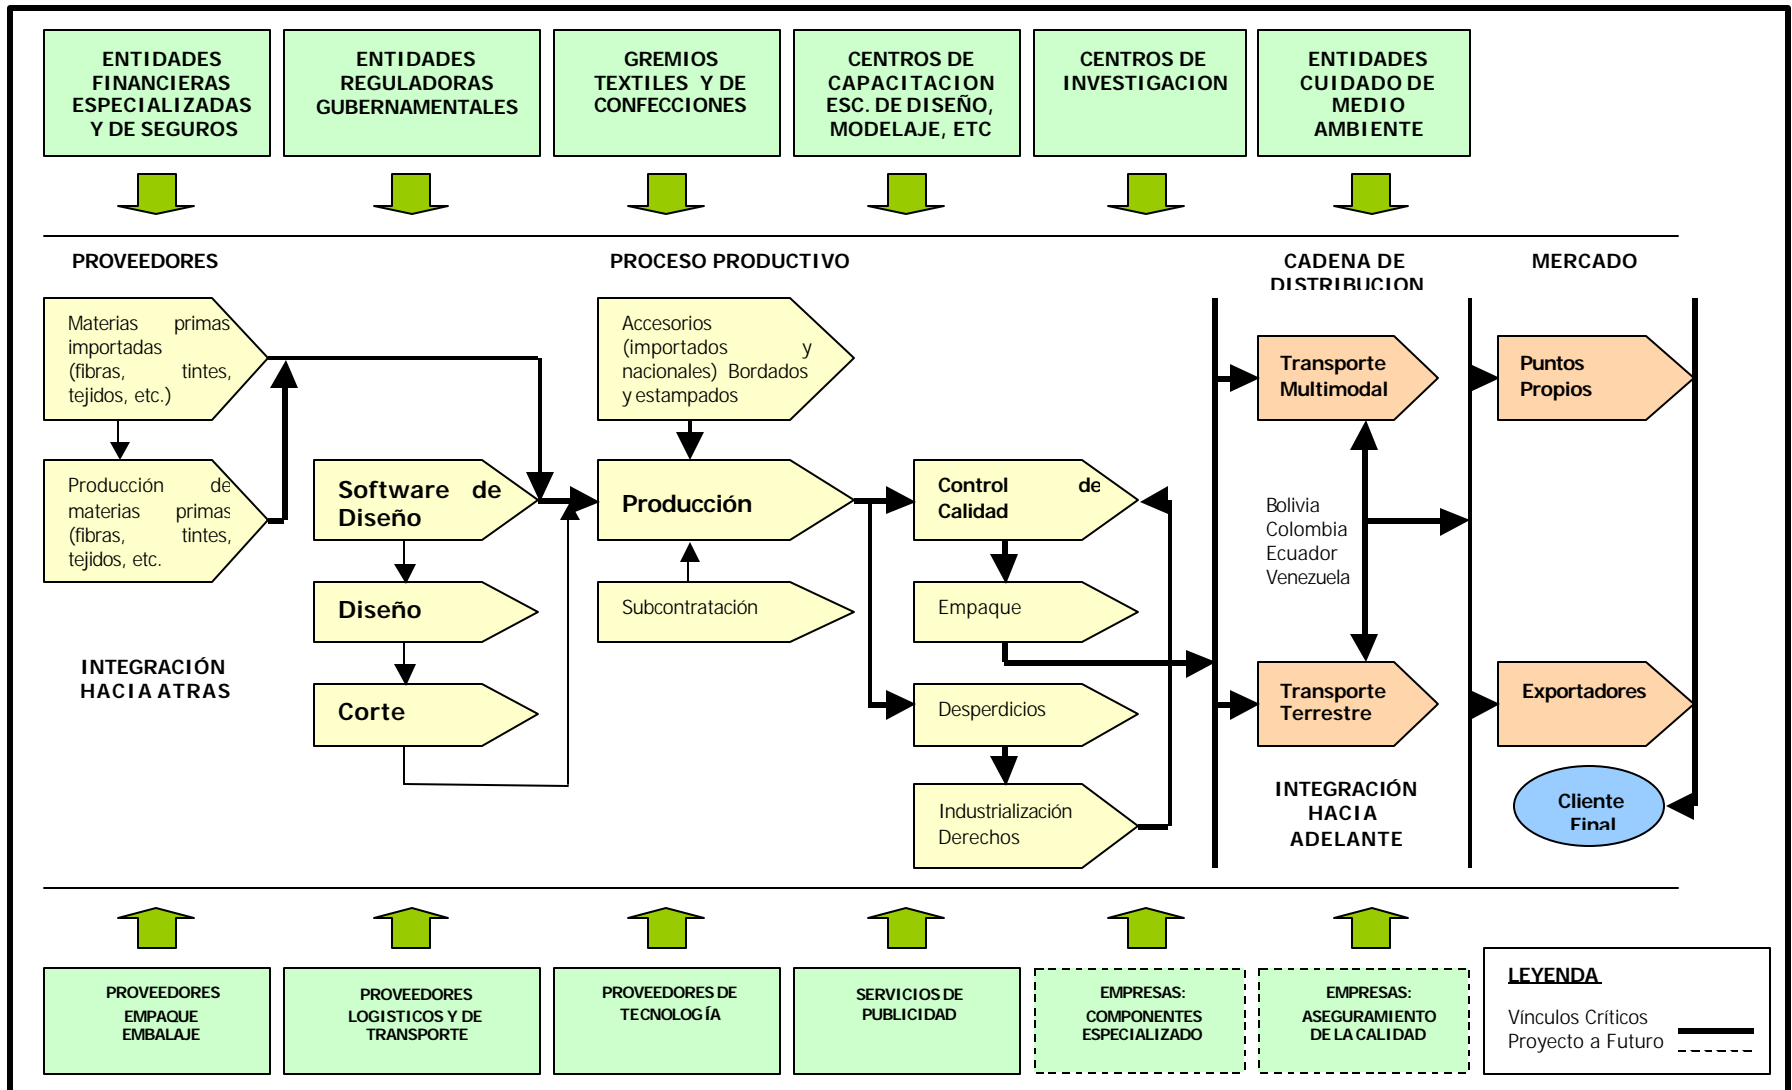 ENTIDADES
FINANCIERAS
ESPECIALIZADAS
Y DE SEGUROS
ENTIDADES
REGULADORAS
GUBERNAMENTALES
GREMIOS
TEXTILES Y DE
CONFECCIONES
CENTROS DE
CAPACITACION
ESC. DE DISEÑO,
MODELAJE, ETC
CENTROS DE
INVESTIGACION
ENTIDADES
CUIDADO DE
MEDIO
AMBIENTE
PROVEEDORES
PROCESO PRODUCTIVO
CADENA DE
DISTRIBUCION
MERCADO
Materias primas
importadas
(fibras, tintes,
tejidos, etc.)
Producción de
materias primas
(fibras, tintes,
tejidos, etc.
INTEGRACIÓN
HACIA ATRAS
Software de
Diseño
Diseño
Corte
Accesorios
(importados y
nacionales) Bordados
y estampados
Producción
Subcontratación
Control de
Calidad
Empaque
Desperdicios
Industrialización
Derechos
Transporte
Multimodal
Bolivia
Colombia
Ecuador
Venezuela
Transporte
Terrestre
INTEGRACIÓN
HACIA
ADELANTE
Puntos
Propios
Exportadores
Cliente
Final
PROVEEDORES
EMPAQUE
EMBALAJE
PROVEEDORES
LOGISTICOS Y DE
TRANSPORTE
PROVEEDORES DE
TECNOLOGÍA
SERVICIOS DE
PUBLICIDAD
EMPRESAS:
COMPONENTES
ESPECIALIZADO
EMPRESAS:
ASEGURAMIENTO
DE LA CALIDAD
LEYENDA
Vínculos Críticos
Proyecto a Futuro